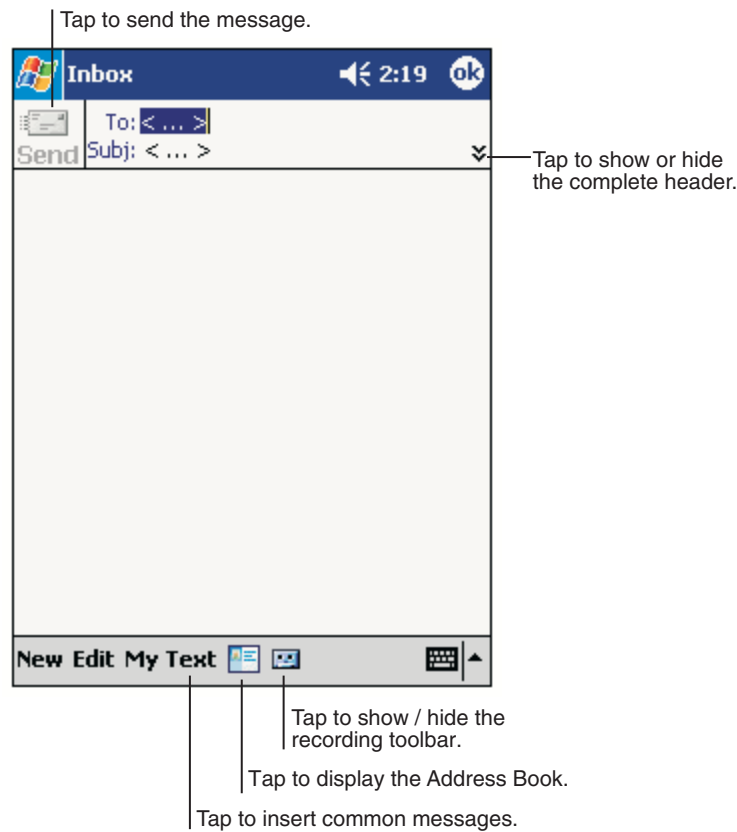 Tap to send the message.
Inbox 2:19 ok
To: < ... >
Send Subj: < ... >
Tap to show or hide
the complete header.
New Edit My Text
Tap to show / hide the
recording toolbar.
Tap to display the Address Book.
Tap to insert common messages.